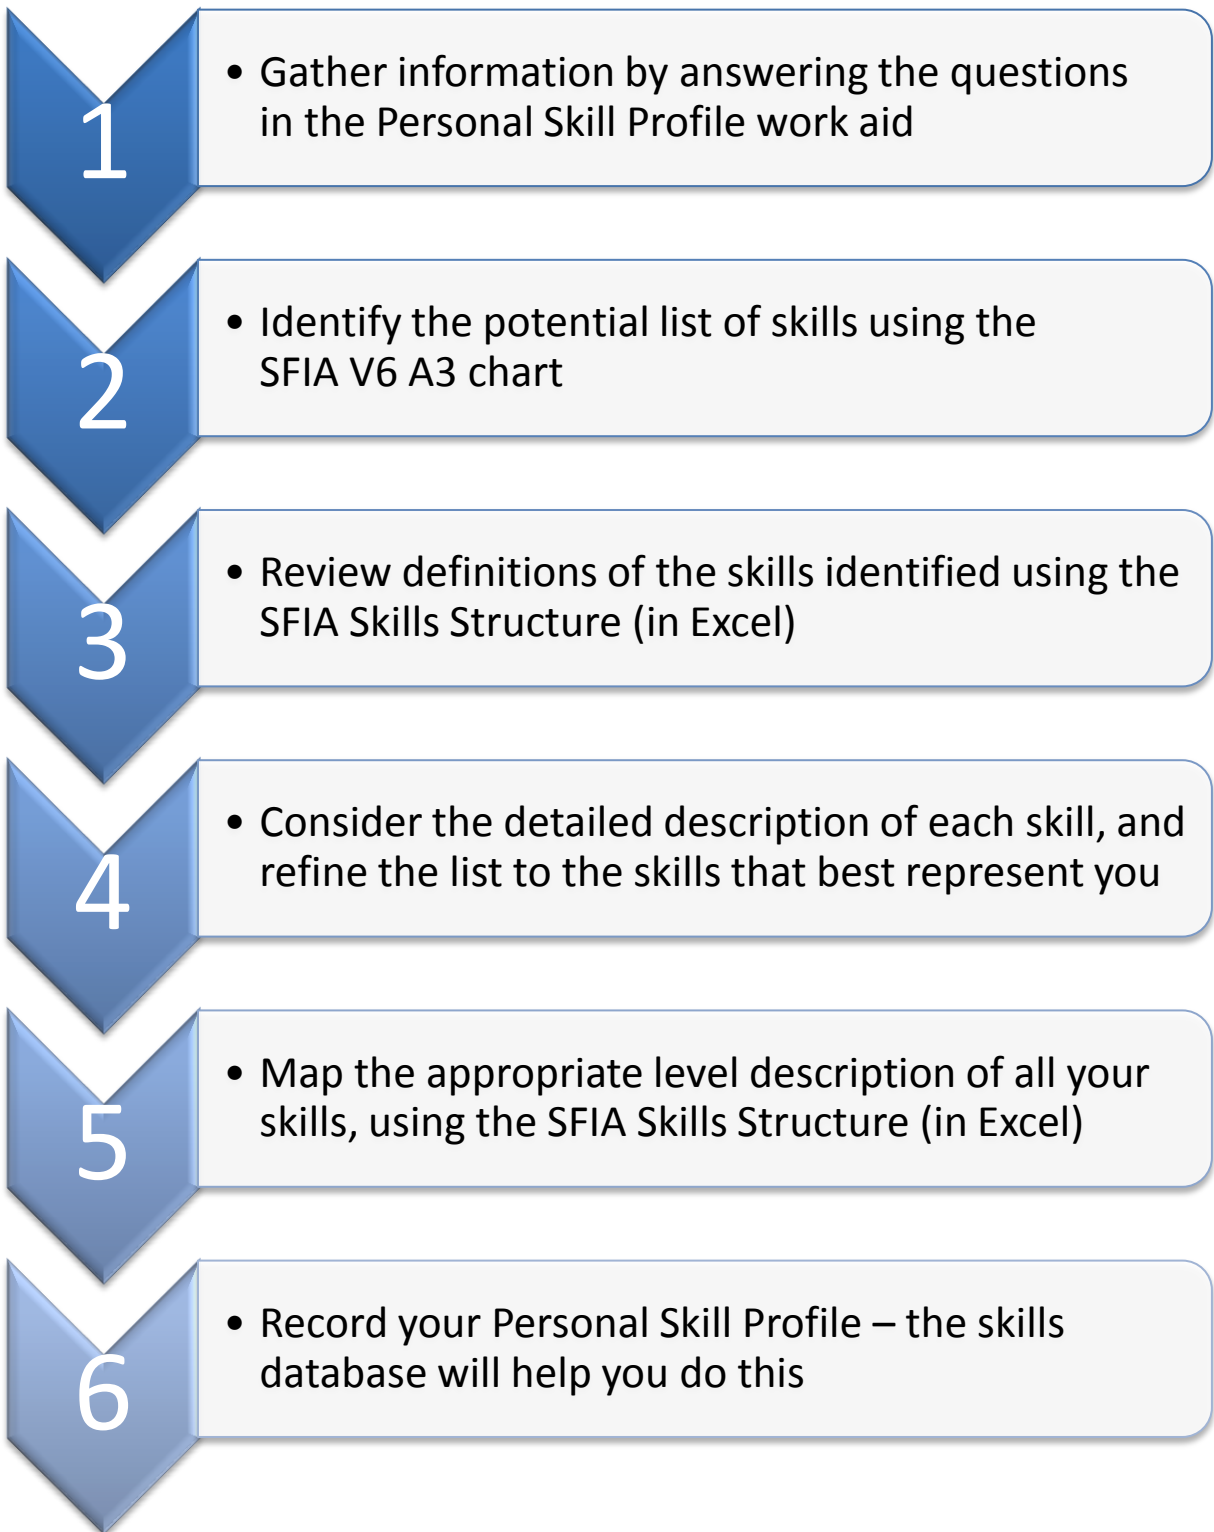 1
• Gather information by answering the questions
in the Personal Skill Profile work aid
2
• Identify the potential list of skills using the
SFIA V6 A3 chart
3
• Review definitions of the skills identified using the
SFIA Skills Structure (in Excel)
4
• Consider the detailed description of each skill, and
refine the list to the skills that best represent you
5
• Map the appropriate level description of all your
skills, using the SFIA Skills Structure (in Excel)
6
• Record your Personal Skill Profile – the skills
database will help you do this